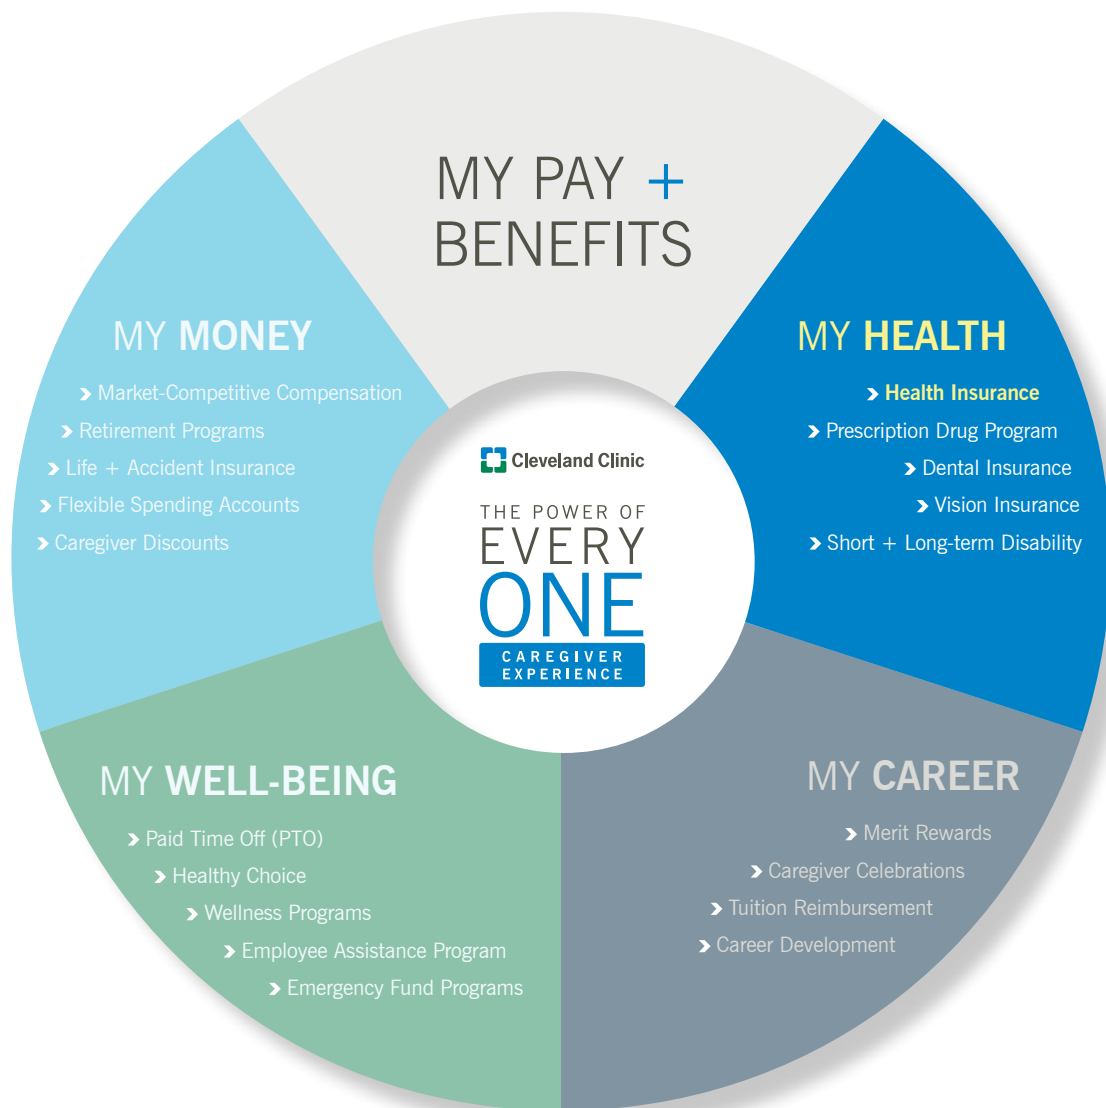 MY PAY +
BENEFITS
MY MONEY
› Market-Competitive Compensation
› Retirement Programs
› Life + Accident Insurance
› Flexible Spending Accounts
› Caregiver Discounts
MY HEALTH
› Health Insurance
› Prescription Drug Program
› Dental Insurance
› Vision Insurance
› Short + Long-term Disability
Cleveland Clinic
THE POWER OF
EVERY
ONE
CAREGIVER
EXPERIENCE
MY WELL-BEING
› Paid Time Off (PTO)
› Healthy Choice
› Wellness Programs
› Employee Assistance Program
› Emergency Fund Programs
MY CAREER
› Merit Rewards
› Caregiver Celebrations
› Tuition Reimbursement
› Career Development